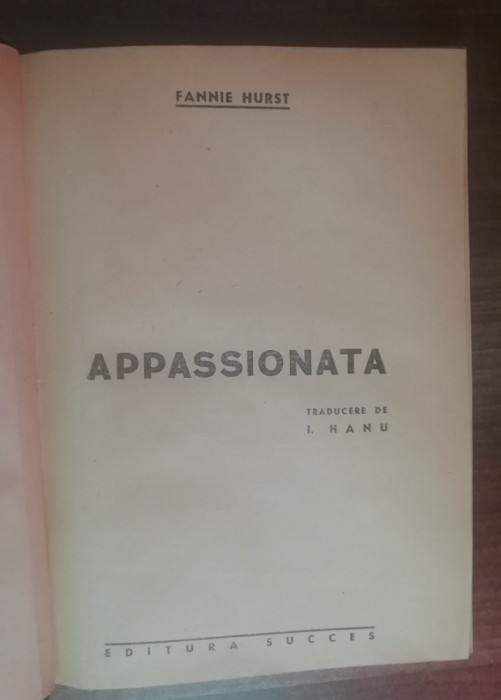 FANNIE HURST
APPASSIONATA
TRADUCERE DE
I. HANU
EDITURA SUCCES